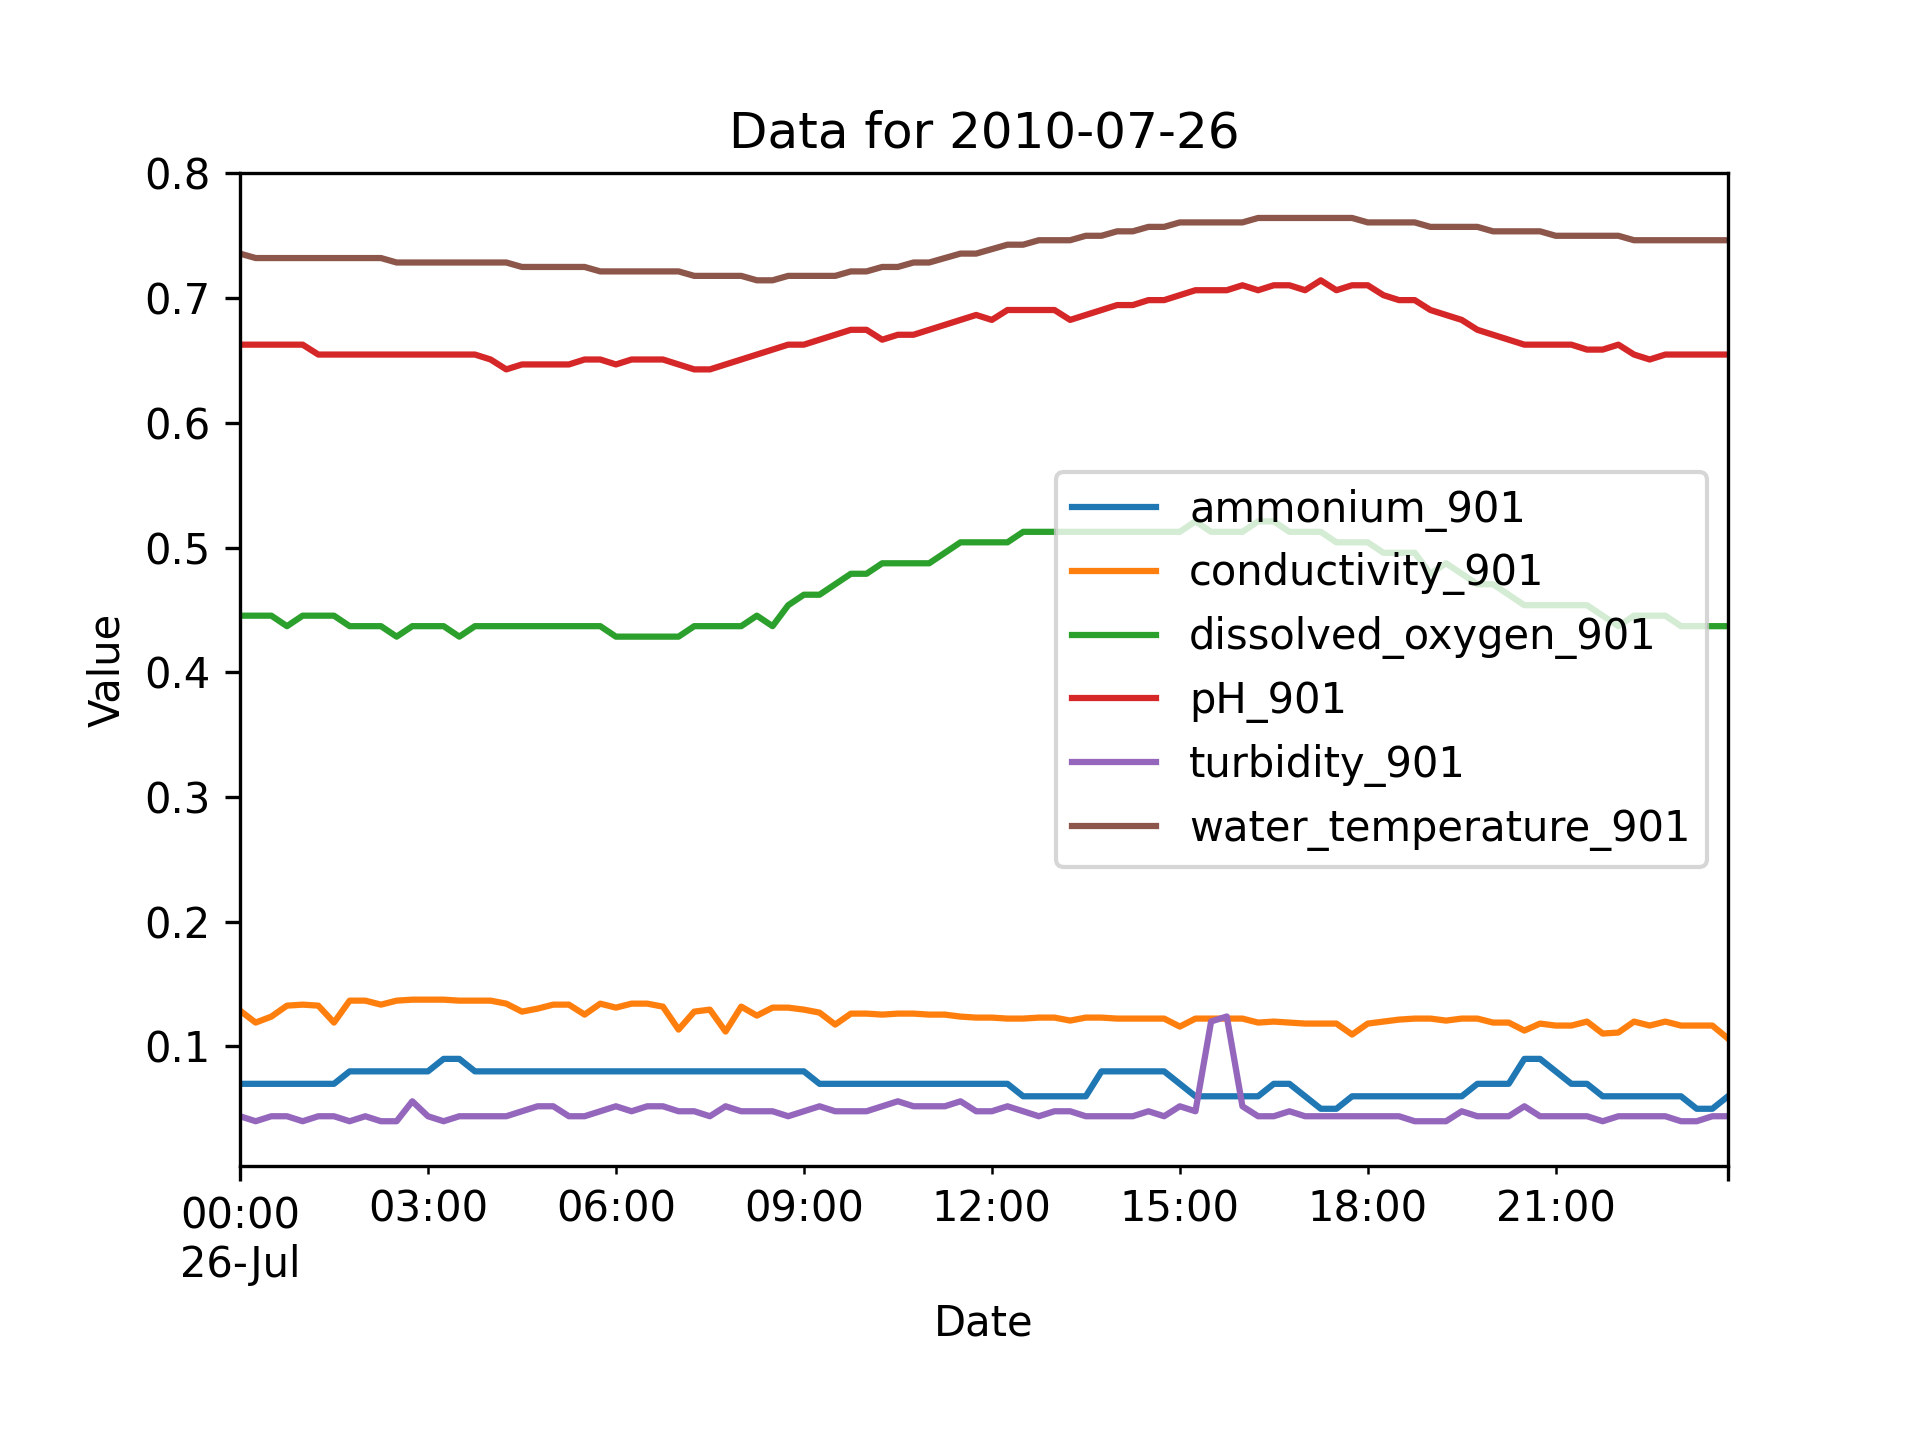 Data for 2010-07-26
0.8
0.7
0.6
0.5
0.4
0.3
0.2
0.1
Value
ammonium_901
conductivity_901
dissolved_oxygen_901
pH_901
turbidity_901
water_temperature_901
00:00 03:00 06:00 09:00 12:00 15:00 18:00 21:00
26-Jul
Date